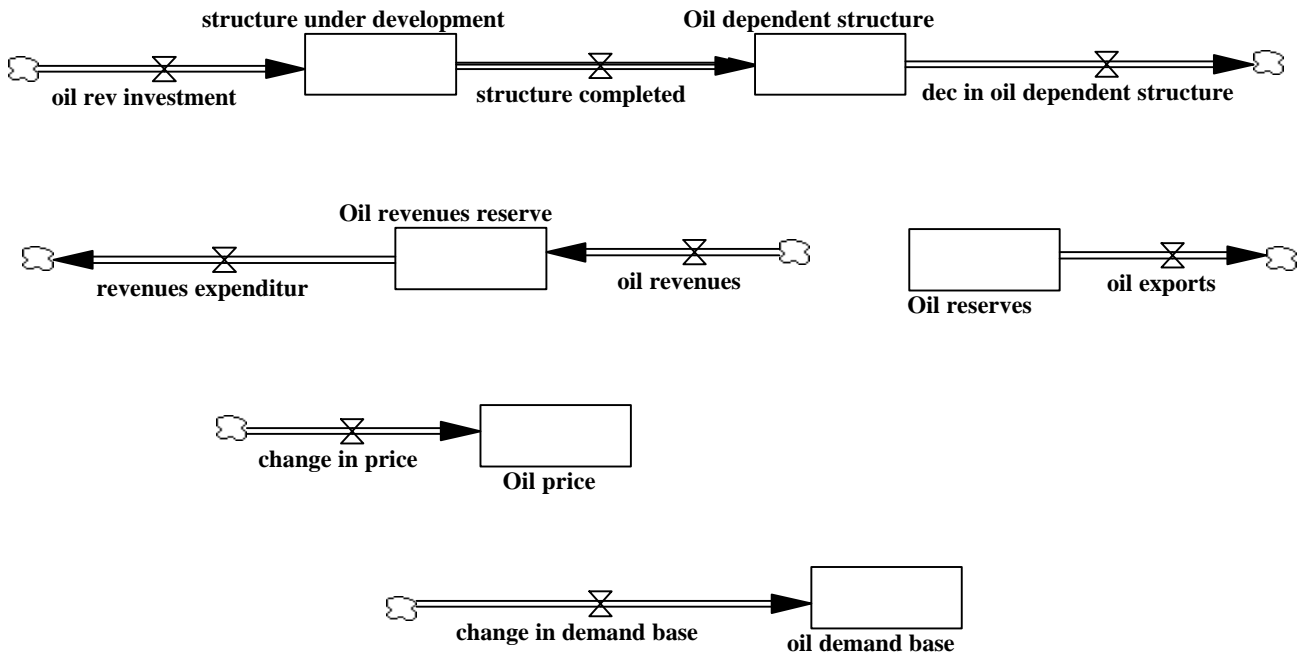 structure under development
Oil dependent structure
oil rev investment
structure completed
dec in oil dependent structure
Oil revenues reserve
revenues expenditur
oil revenues
Oil reserves
oil exports
change in price
Oil price
change in demand base
oil demand base